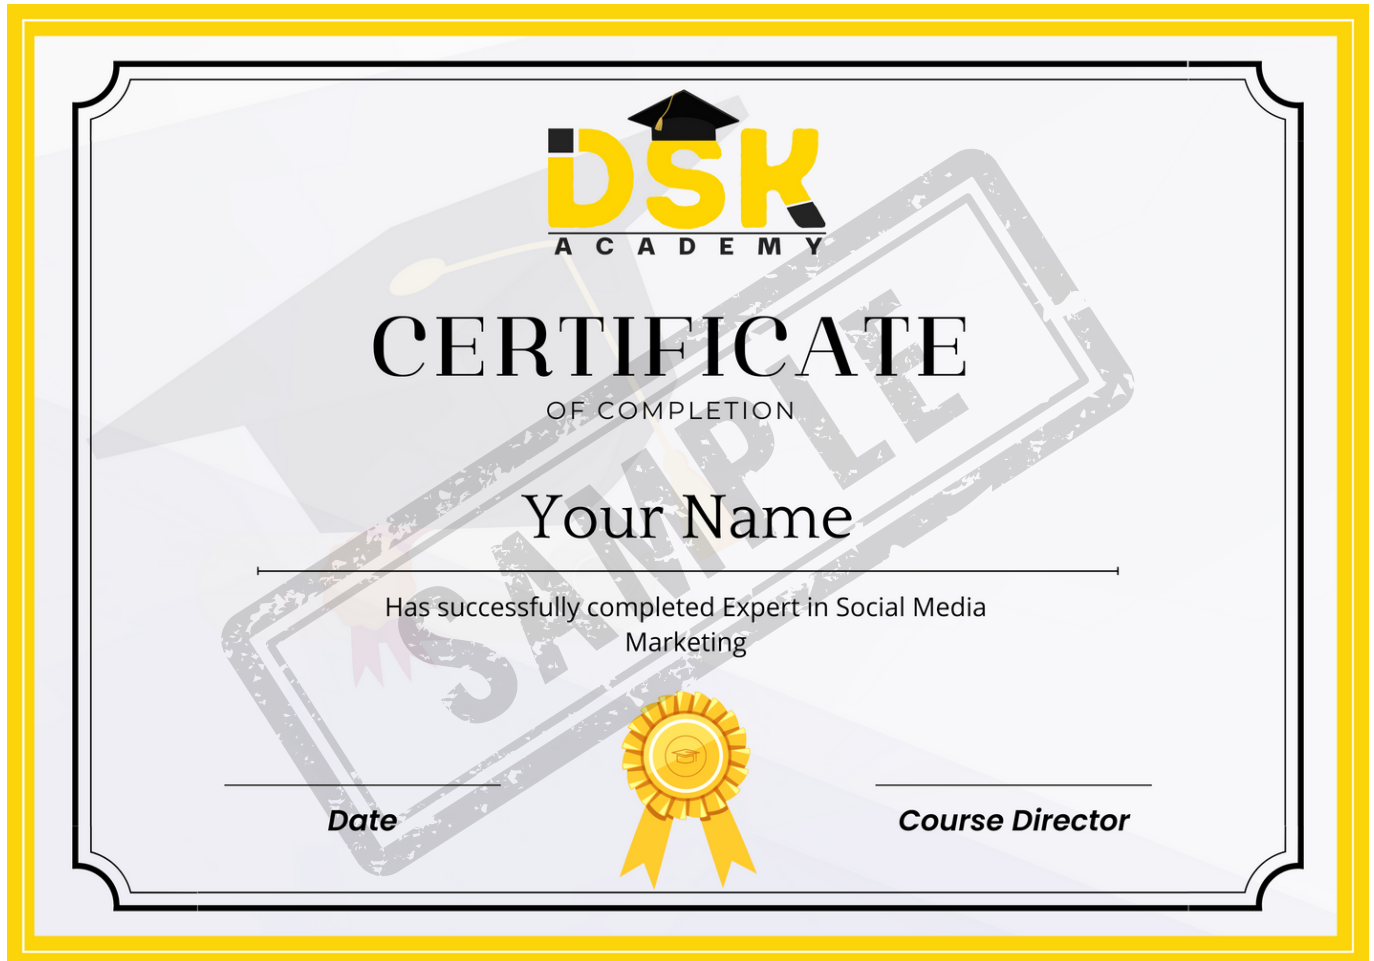 DSK
ACADEMY
CERTIFICATE
OF COMPLETION
Your Name
Has successfully completed Expert in Social Media
Marketing
SAMPLE
Date
Course Director